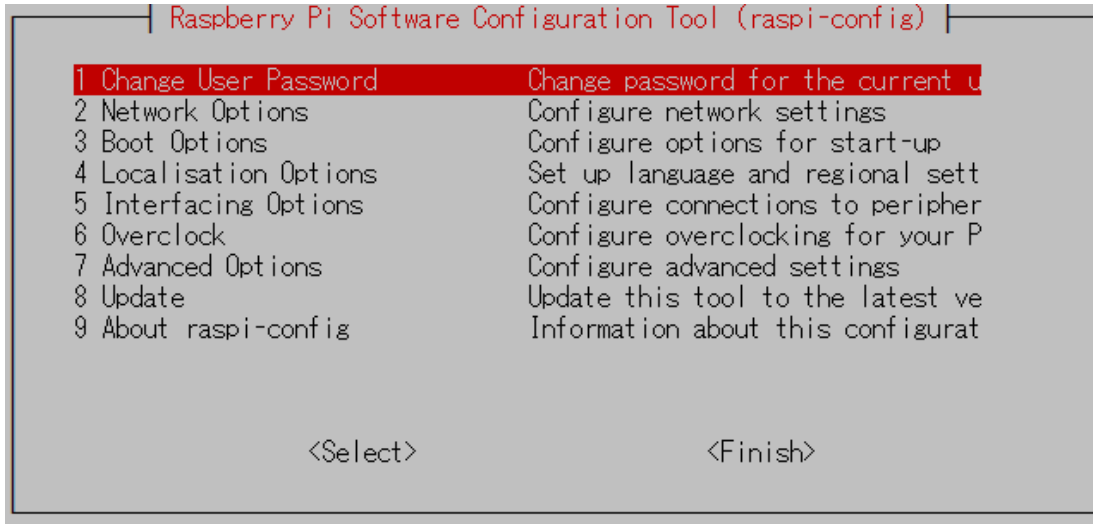 Raspberry Pi Software Configuration Tool (raspi-config)
1 Change User Password Change password for the current u
2 Network Options Configure network settings
3 Boot Options Configure options for start-up
4 Localisation Options Set up language and regional sett
5 Interfacing Options Configure connections to peripher
6 Overclock Configure overclocking for your P
7 Advanced Options Configure advanced settings
8 Update Update this tool to the latest ve
9 About raspi-config Information about this configurat
<Select> <Finish>